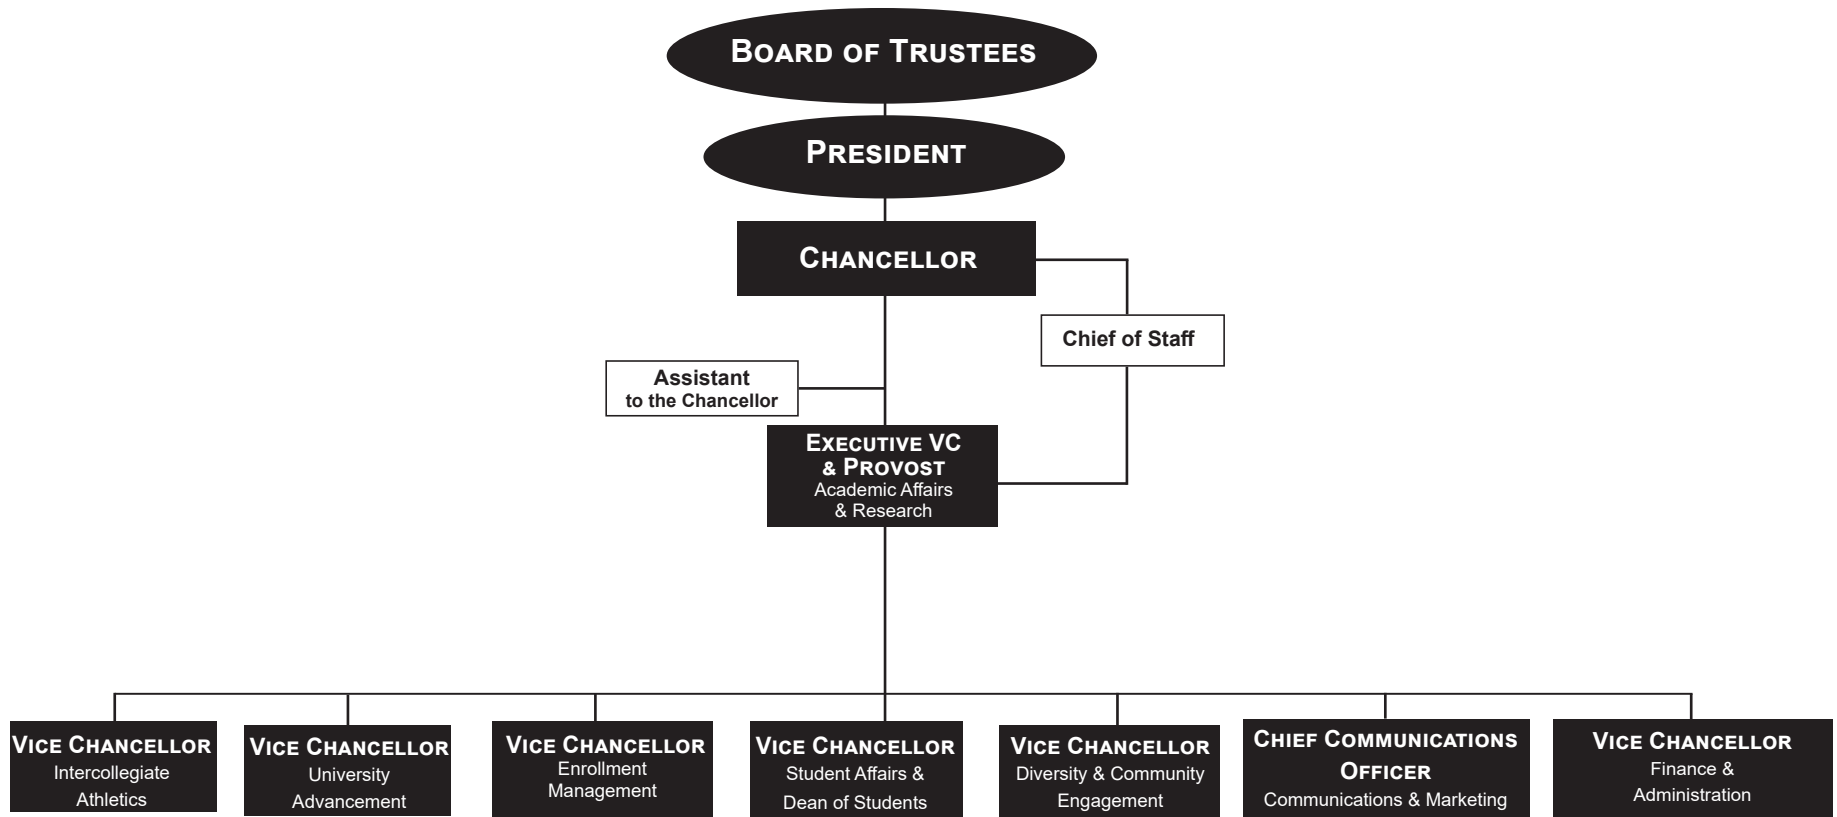 BOARD OF TRUSTEES
PRESIDENT
CHANCELLOR
Chief of Staff
Assistant
to the Chancellor
EXECUTIVE VC
& PROVOST
Academic Affairs
& Research
VICE CHANCELLOR
Intercollegiate
Athletics
VICE CHANCELLOR
University
Advancement
VICE CHANCELLOR
Enrollment
Management
VICE CHANCELLOR
Student Affairs &
Dean of Students
VICE CHANCELLOR
Diversity & Community
Engagement
CHIEF COMMUNICATIONS
OFFICER
Communications & Marketing
VICE CHANCELLOR
Finance &
Administration